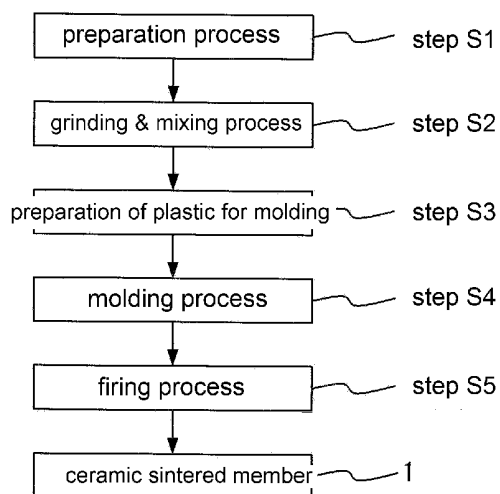 preparation process step S1
grinding & mixing process step S2
preparation of plastic for molding step S3
molding process step S4
firing process step S5
ceramic sintered member 1